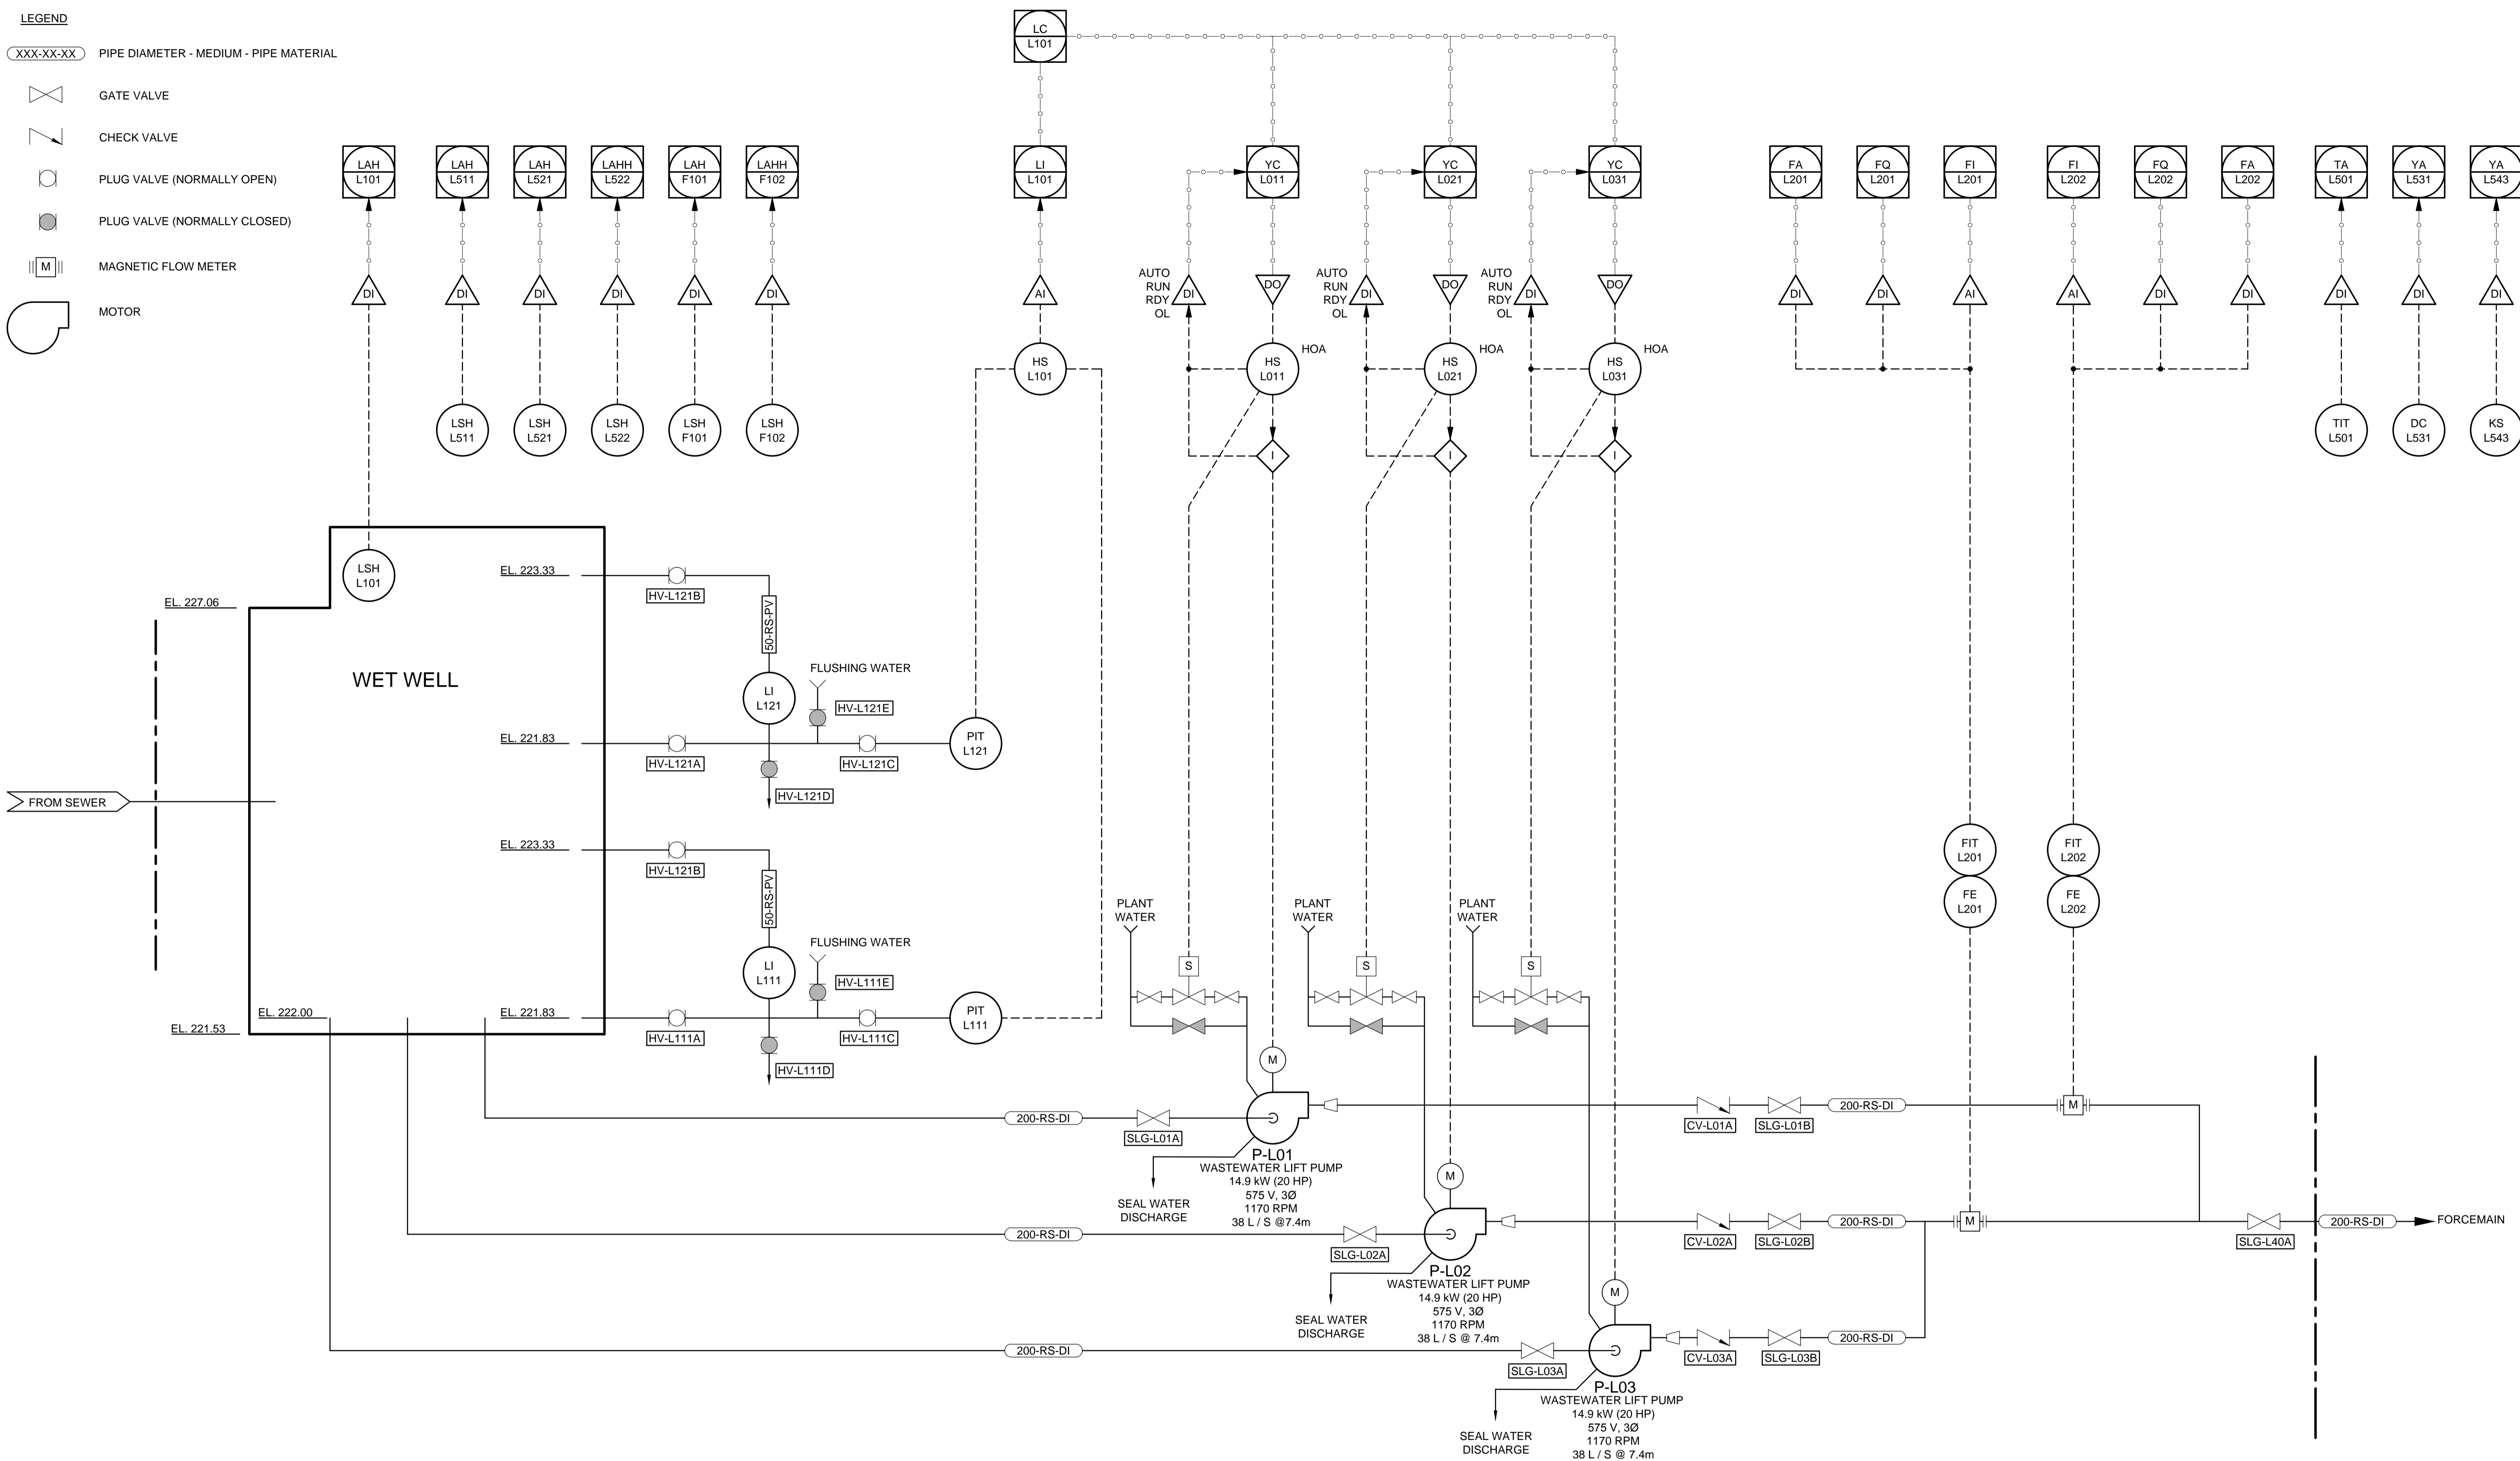 LEGEND
XXX-XX-XX PIPE DIAMETER - MEDIUM - PIPE MATERIAL
GATE VALVE
CHECK VALVE
PLUG VALVE (NORMALLY OPEN)
PLUG VALVE (NORMALLY CLOSED)
M MAGNETIC FLOW METER
MOTOR
LC
L101
LAH
L101
LAH
L511
LAH
L521
LAHH
L522
LAH
F101
LAHH
F102
LI
L101
YC
L011
YC
L021
YC
L031
FA
L201
FQ
L201
FI
L201
FI
L202
FQ
L202
FA
L202
TA
L501
YA
L531
YA
L543
DI
DI
DI
DI
DI
DI
AI
AUTO
RUN
RDY
OL
DI
DO
AUTO
RUN
RDY
OL
DI
DO
AUTO
RUN
RDY
OL
DI
DO
DI
DI
AI
AI
DI
DI
DI
DI
DI
HS
L101
HS
L011
HOA
HS
L021
HOA
HS
L031
HOA
LSH
L511
LSH
L521
LSH
L522
LSH
F101
LSH
F102
I
I
I
TIT
L501
DC
L531
KS
L543
LSH
L101
EL. 227.06
WET WELL
FROM SEWER
EL. 223.33
HV-L121B
50-RS-PV
LI
L121
FLUSHING WATER
HV-L121E
EL. 221.83
HV-L121A
HV-L121C
HV-L121D
PIT
L121
EL. 223.33
HV-L121B
50-RS-PV
LI
L111
FLUSHING WATER
HV-L111E
EL. 222.00
EL. 221.53
EL. 221.83
HV-L111A
HV-L111C
HV-L111D
PIT
L111
PLANT
WATER
S
PLANT
WATER
S
PLANT
WATER
S
FIT
L201
FE
L201
FIT
L202
FE
L202
M
200-RS-DI
SLG-L01A
P-L01
WASTEWATER LIFT PUMP
14.9 kW (20 HP)
575 V, 3Ø
1170 RPM
38 L / S @7.4m
SEAL WATER
DISCHARGE
CV-L01A
SLG-L01B
200-RS-DI
M
M
200-RS-DI
SLG-L02A
P-L02
WASTEWATER LIFT PUMP
14.9 kW (20 HP)
575 V, 3Ø
1170 RPM
38 L / S @ 7.4m
SEAL WATER
DISCHARGE
CV-L02A
SLG-L02B
200-RS-DI
M
SLG-L40A
200-RS-DI
FORCEMAIN
M
200-RS-DI
SLG-L03A
P-L03
WASTEWATER LIFT PUMP
14.9 kW (20 HP)
575 V, 3Ø
1170 RPM
38 L / S @ 7.4m
SEAL WATER
DISCHARGE
CV-L03A
SLG-L03B
200-RS-DI